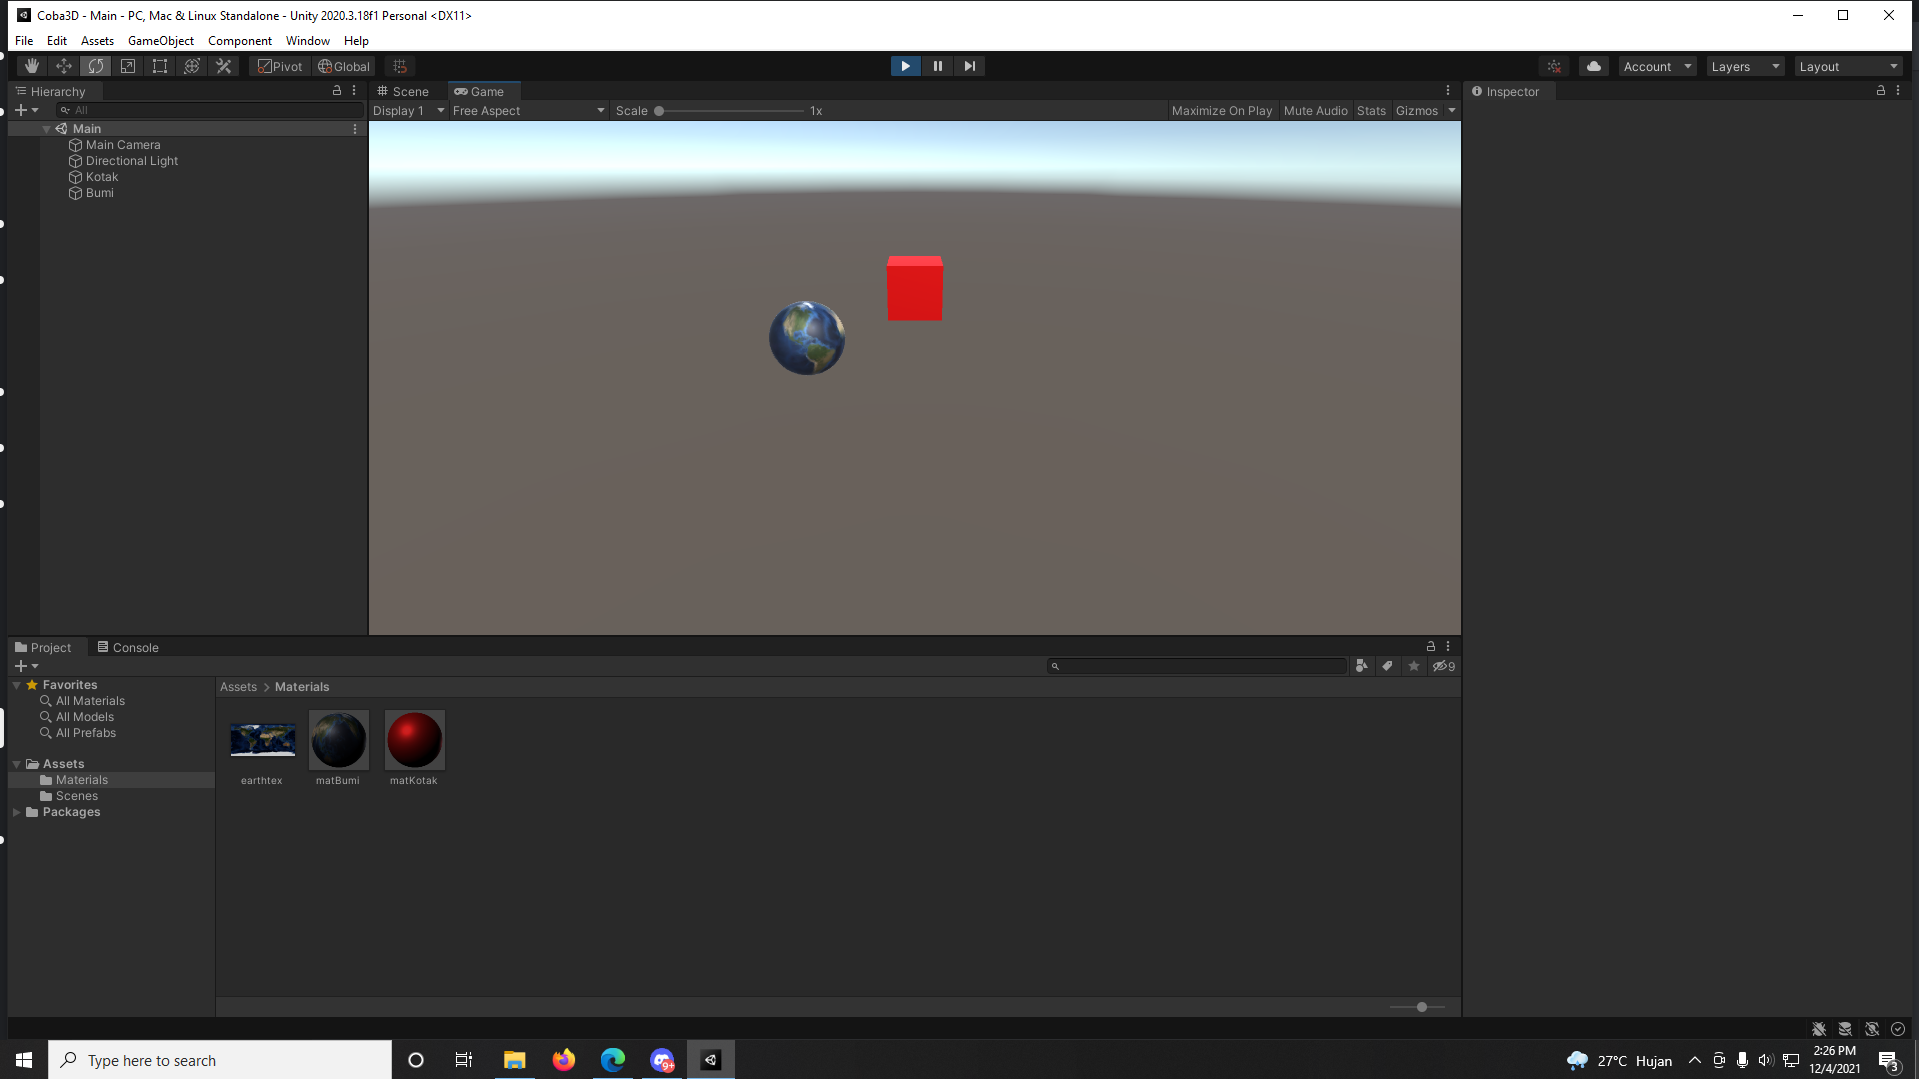 Coba3D - Main - PC, Mac & Linux Standalone - Unity 2020.3.18f1 Personal <DX11>
File Edit Assets GameObject Component Window Help
Pivot Global Account Layers Layout
Hierarchy Scene Game Inspector
All Display 1 Free Aspect Scale 1x Maximize On Play Mute Audio Stats Gizmos
Main
Main Camera
Directional Light
Kotak
Bumi
Project Console
9
Favorites Assets Materials
All Materials
All Models
All Prefabs
Assets
Materials
Scenes
Packages
earthtex matBumi matKotak
Type here to search 9+ 27°C Hujan 2:26 PM
12/4/2021 3